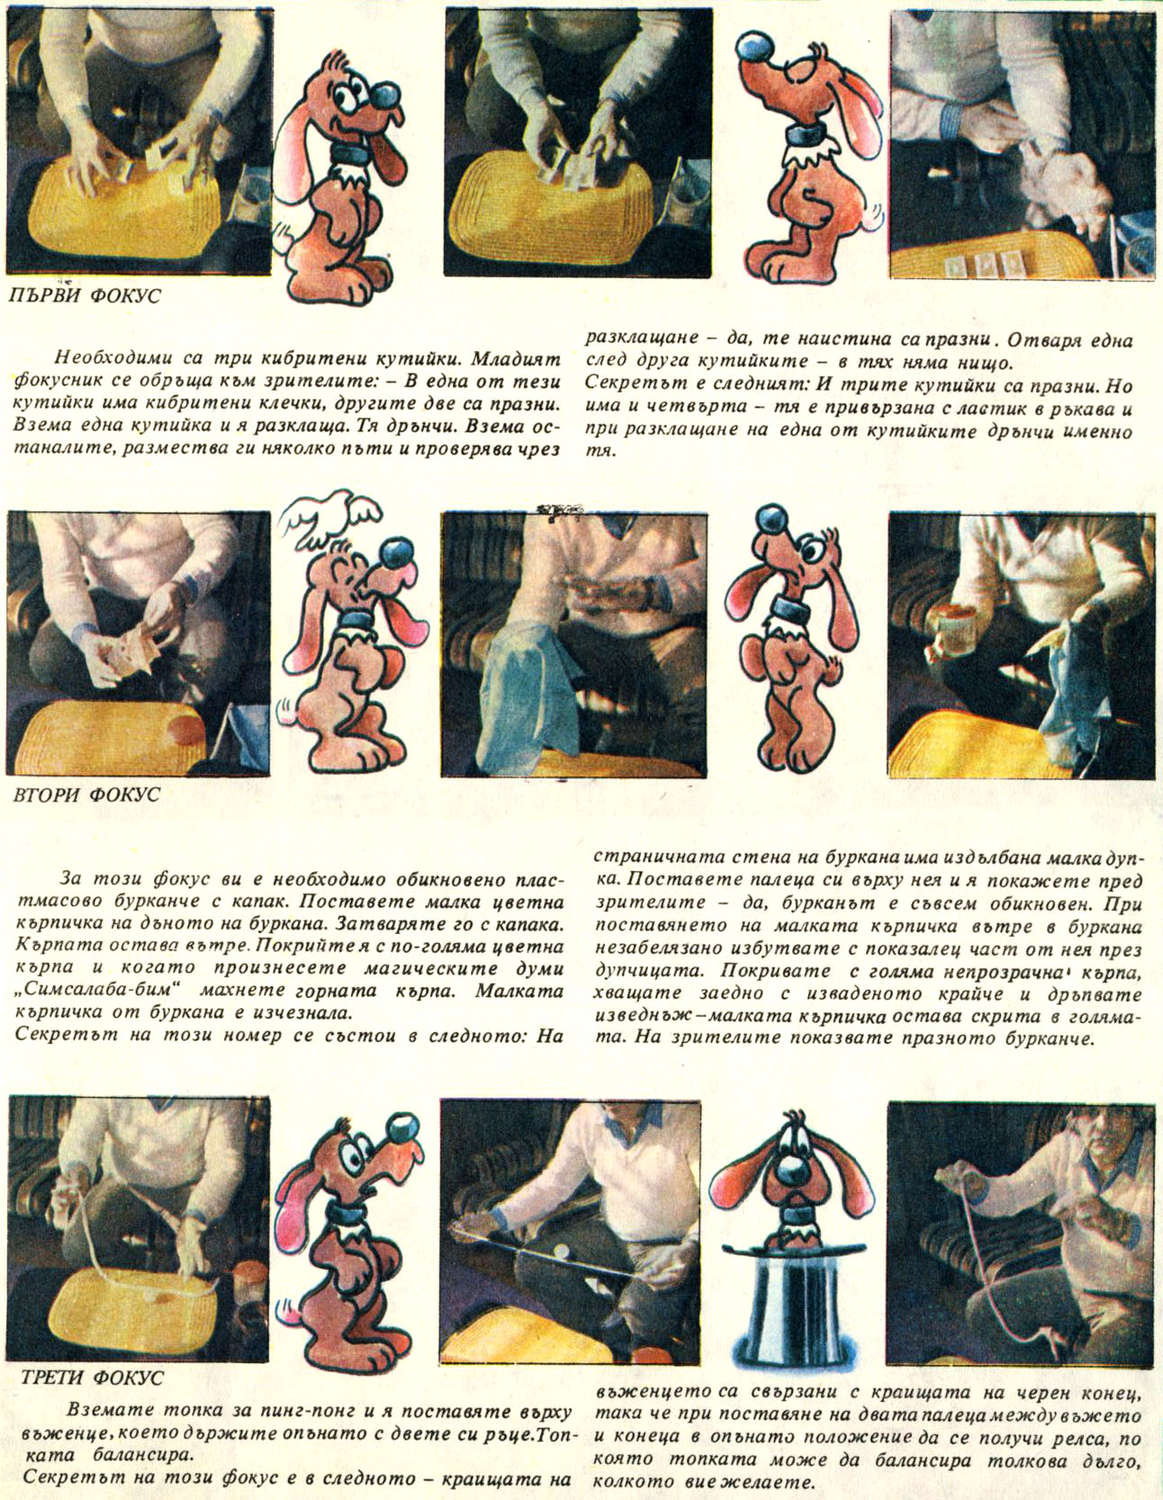 ПЪРВИ ФОКУС
Необходими са три кибритени кутийки. Младият
фокусник се обръща към зрителите: – В една от тези
кутийки има кибритени клечки, другите две са празни.
Взема една кутийка и я разклаща. Тя дрънчи. Взема ос-
таналите, размества ги няколко пъти и проверява чрез
разклащане – да, те наистина са празни. Отваря една
след друга кутийките – в тях няма нищо.
Секретът е следният: И трите кутийки са празни. Но
има и четвърта – тя е привързана с ластик в ръкава и
при разклащане на една от кутийките дрънчи именно
тя.
ВТОРИ ФОКУС
За този фокус ви е необходимо обикновено плас-
тмасово бурканче с капак. Поставете малка цветна
кърпичка на дъното на буркана. Затваряте го с капака.
Кърпата остава вътре. Покрийте я с по-голяма цветна
кърпа и когато произнесете магическите думи
„Симсалаба-бим“ махнете горната кърпа. Малката
кърпичка от буркана е изчезнала.
Секретът на този номер се състои в следното: На
страничната стена на буркана има издълбана малка дуп-
ка. Поставете палеца си върху нея и я покажете пред
зрителите – да, бурканът е съвсем обикновен. При
поставянето на малката кърпичка вътре в буркана
незабелязано избутвате с показалец част от нея през
дупчицата. Покривате с голяма непрозрачна кърпа,
хващате заедно с изваденото крайче и дръпвате
изведнъж – малката кърпичка остава скрита в голяма-
та. На зрителите показвате празното бурканче.
ТРЕТИ ФОКУС
Вземате топка за пинг-понг и я поставяте върху
въженце, което държите опънато с двете си ръце. Топ-
ката балансира.
Секретът на този фокус е в следното – краищата на
въженцето са свързани с краищата на черен конец,
така че при поставяне на двата палеца между въжето
и конеца в опънато положение да се получи релса, по
която топката може да балансира толкова дълго,
колкото вие желаете.